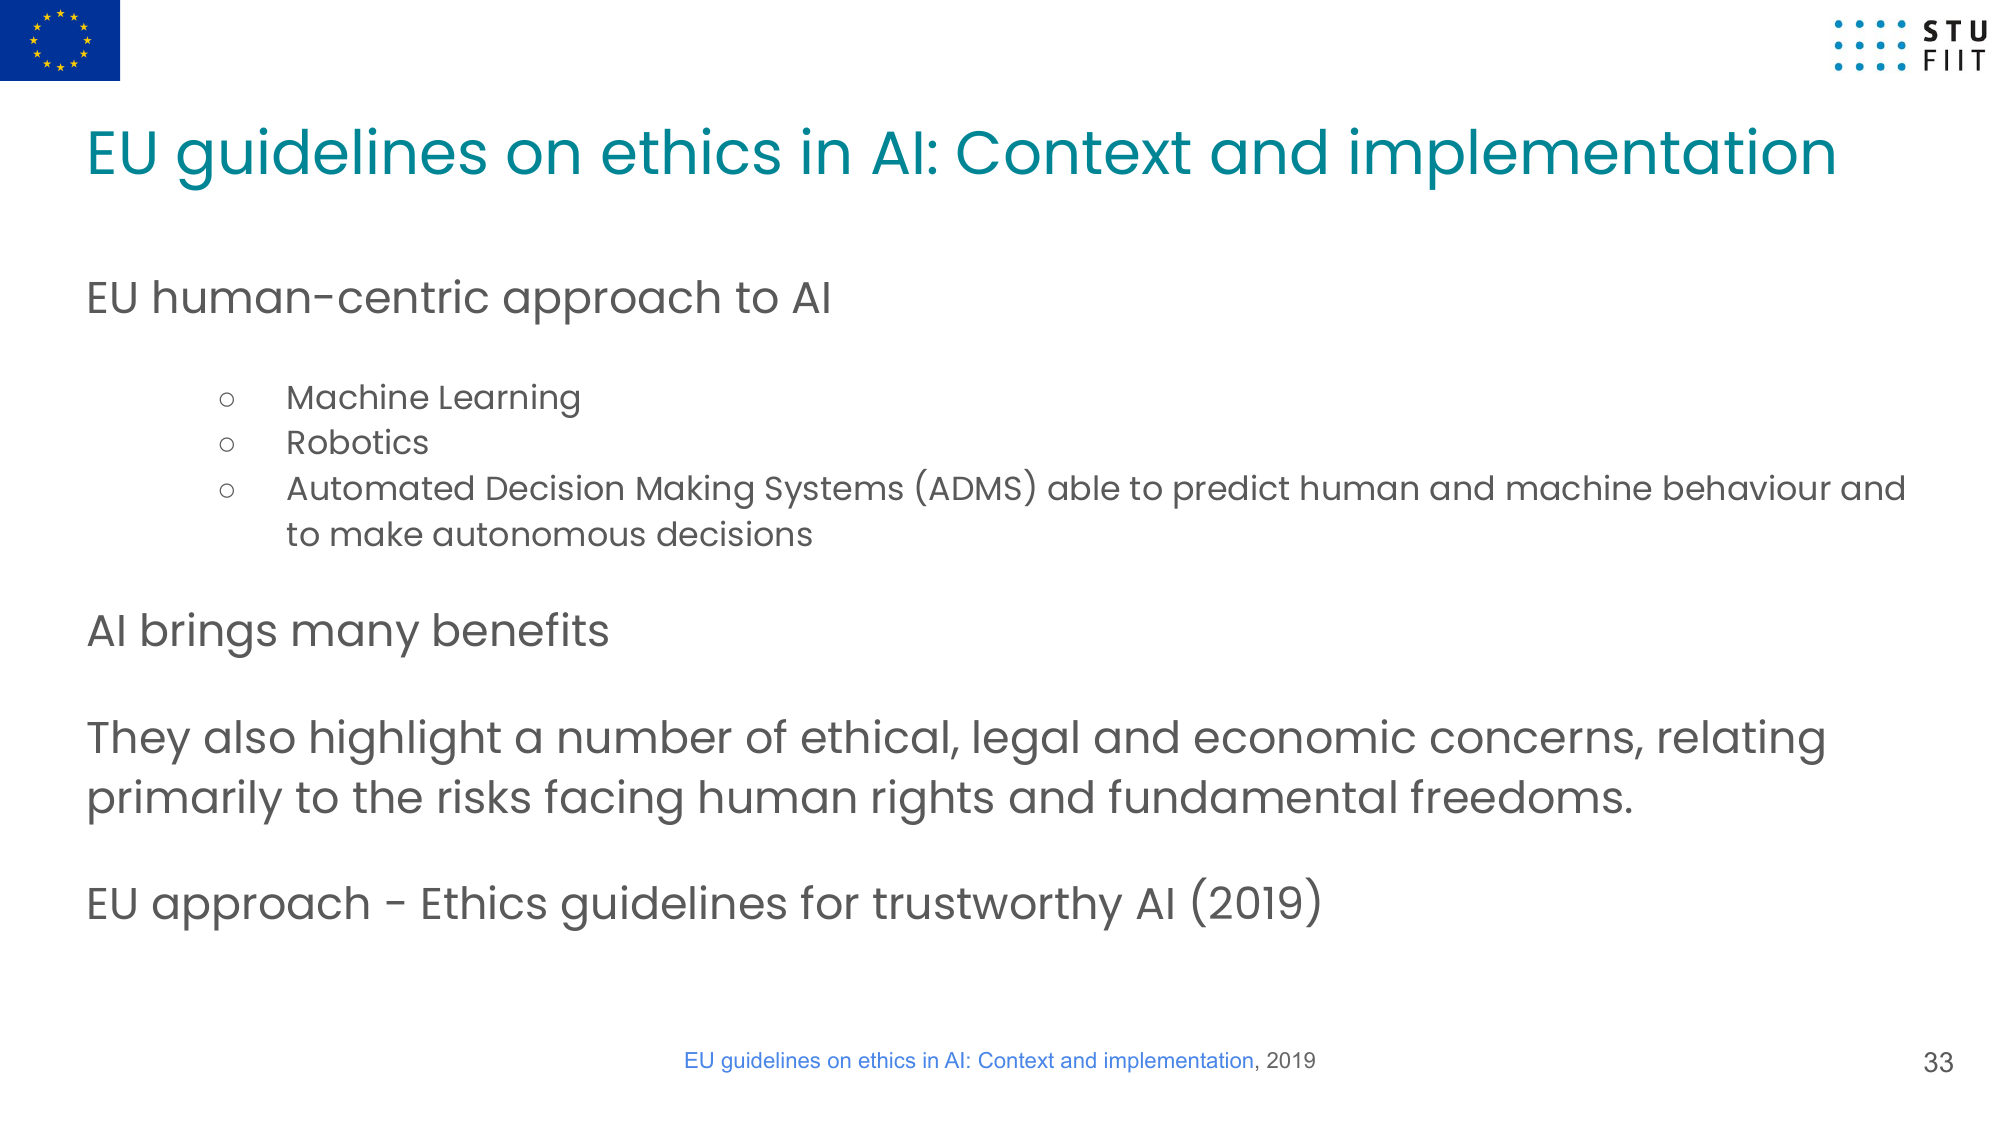 STU
FIIT
EU guidelines on ethics in AI: Context and implementation
EU human-centric approach to AI
○ Machine Learning
○ Robotics
○ Automated Decision Making Systems (ADMS) able to predict human and machine behaviour and
to make autonomous decisions
AI brings many benefits
They also highlight a number of ethical, legal and economic concerns, relating
primarily to the risks facing human rights and fundamental freedoms.
EU approach - Ethics guidelines for trustworthy AI (2019)
EU guidelines on ethics in AI: Context and implementation, 2019
33